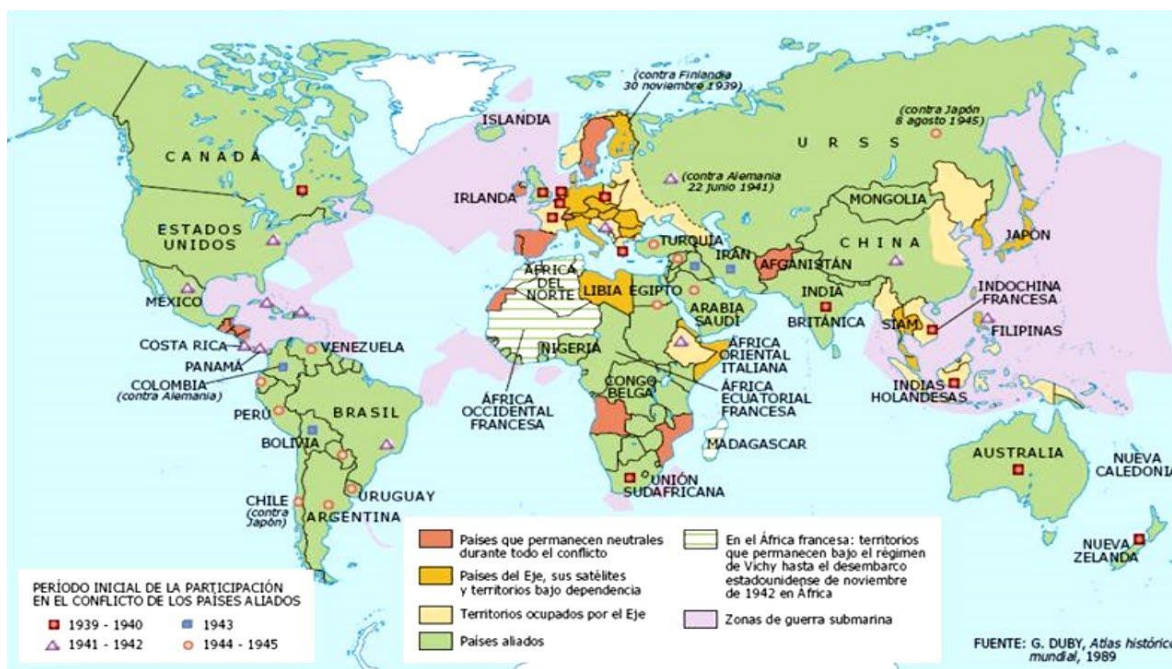 (contra Finlandia
30 noviembre 1939)
ISLANDIA
(contra Japón
8 agosto 1945)
CANADÁ
U R S S
(contra Alemania
22 junio 1941)
IRLANDA
MONGOLIA
ESTADOS
UNIDOS
TURQUÍA
CHINA
JAPÓN
IRÁN
AFGANISTÁN
ÁFRICA
DEL
NORTE
LIBIA
EGIPTO
INDIA
BRITÁNICA
INDOCHINA
FRANCESA
MÉXICO
ARABIA
SAUDÍ
SIAM
FILIPINAS
COSTA RICA
VENEZUELA
NIGERIA
ÁFRICA
ORIENTAL
ITALIANA
PANAMÁ
COLOMBIA
(contra Alemania)
ÁFRICA
OCCIDENTAL
FRANCESA
CONGO
BELGA
ÁFRICA
ECUATORIAL
FRANCESA
INDIAS
HOLANDESAS
PERÚ
BRASIL
BOLIVIA
MADAGASCAR
AUSTRALIA
NUEVA
CALEDONIA
UNIÓN
SUDAFRICANA
CHILE
(contra
Japón)
URUGUAY
ARGENTINA
NUEVA
ZELANDA
Países que permanecen neutrales
durante todo el conflicto
Países del Eje, sus satélites
y territorios bajo dependencia
Territorios ocupados por el Eje
Países aliados
En el África francesa: territorios
que permanecen bajo el régimen
de Vichy hasta el desembarco
estadounidense de noviembre
de 1942 en África
Zonas de guerra submarina
PERÍODO INICIAL DE LA PARTICIPACIÓN
EN EL CONFLICTO DE LOS PAÍSES ALIADOS
1939 - 1940
1943
1941 - 1942
1944 - 1945
FUENTE: G. DUBY, Atlas histórico
mundial, 1989